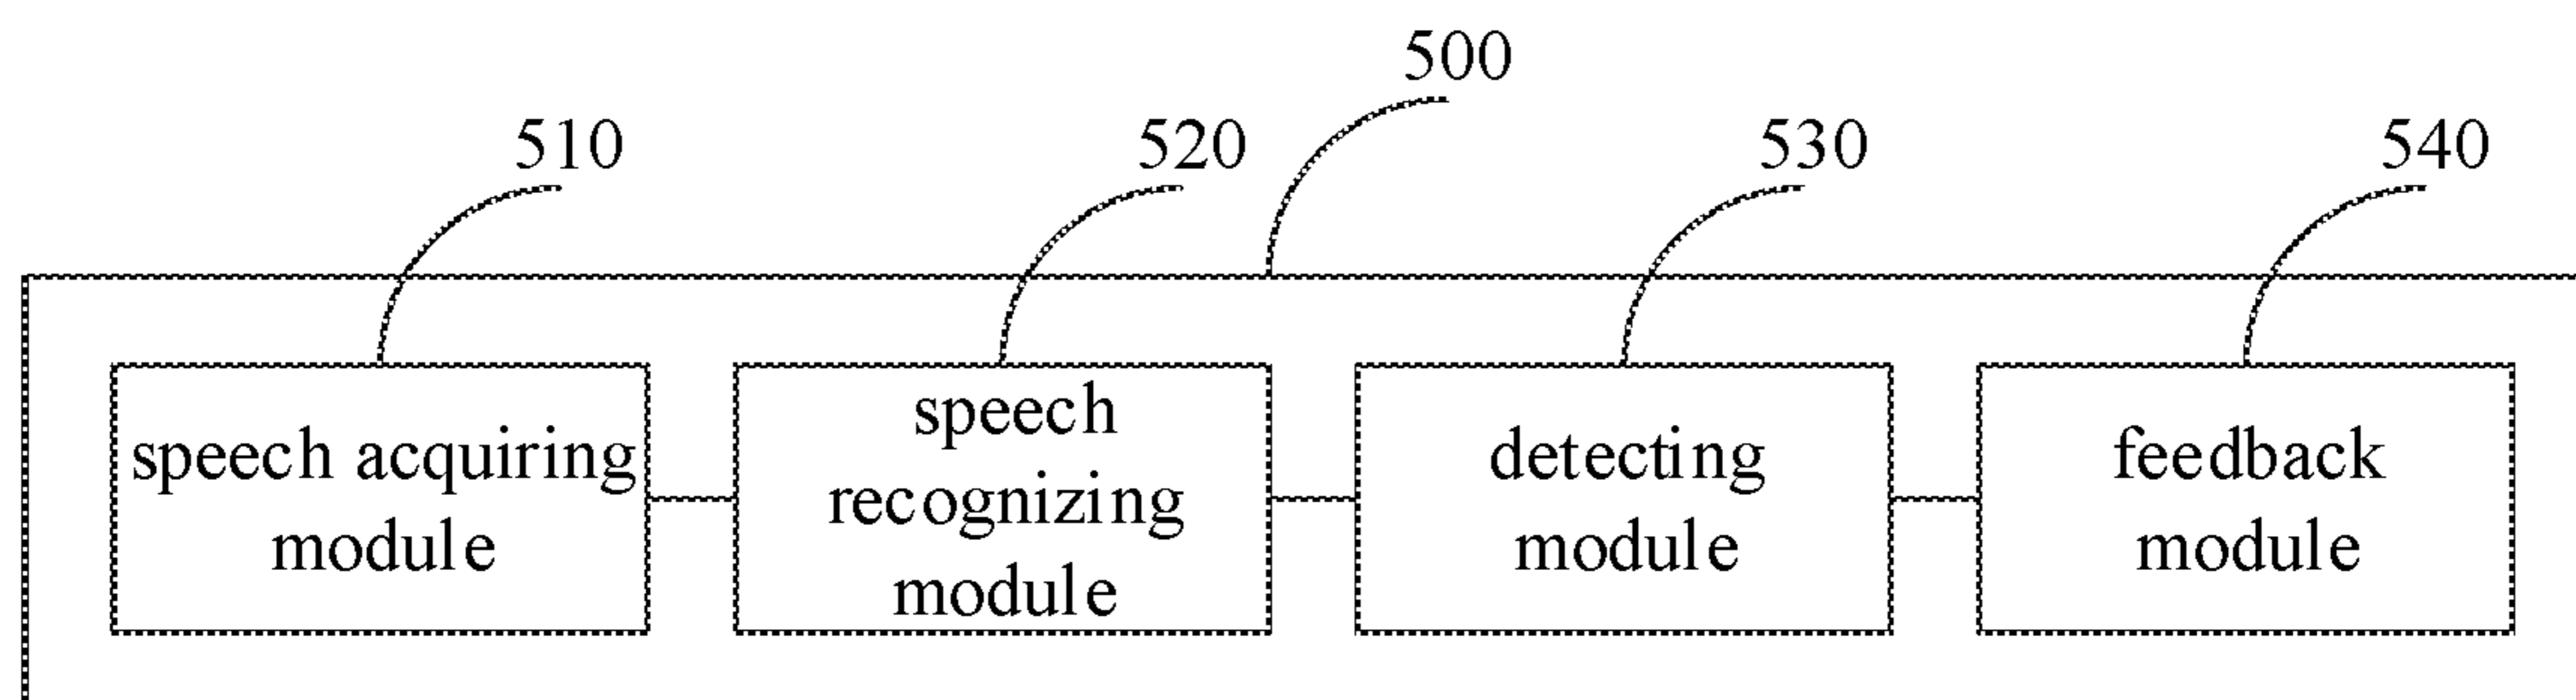 500
510
520
530
540
speech acquiring
module
speech
recognizing
module
detecting
module
feedback
module